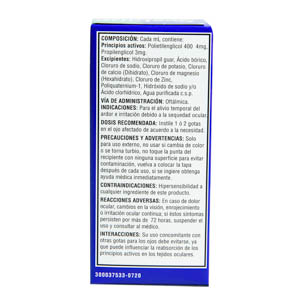 COMPOSICIÓN: Cada mL contiene:
Principios activos: Polietilenglicol 400 4mg,
Propilenglicol 3mg.
Excipientes: Hidroxipropil guar, Ácido bórico,
Cloruro de sodio, Cloruro de potasio, Cloruro
de calcio (Dihidrato), Cloruro de magnesio
(Hexahidrato), Cloruro de Zinc,
Poliquaternium-1, Hidróxido de sodio y/o
Ácido clorhídrico, Agua purificada c.s.p.
VÍA DE ADMINISTRACIÓN: Oftálmica.
INDICACIONES: Para el alivio temporal del
ardor e irritación debido a la sequedad ocular.
DOSIS RECOMENDADA: Instile 1 ó 2 gotas
en el ojo afectado de acuerdo a la necesidad.
PRECAUCIONES Y ADVERTENCIAS: Solo
para uso externo, no usar si cambia de color
o se forma turbio, no toque la punta del
recipiente con ninguna superficie para evitar
contaminación, vuelva a colocar la tapa
después de cada uso, si se ingiere obtenga
ayuda médica inmediatamente.
CONTRAINDICACIONES: Hipersensibilidad a
cualquier ingrediente de este producto.
REACCIONES ADVERSAS: En caso de dolor
ocular, cambios en la visión, enrojecimiento
o irritación ocular continua, si éstos síntomas
persisten por más de 72 horas, suspender el
uso y consultar al médico.
INTERACCIONES: Su uso concomitante con
otras gotas para los ojos debe evitarse, ya
que puede influenciar la reabsorción de los
principios activos en los tejidos oculares.
300037533-0720